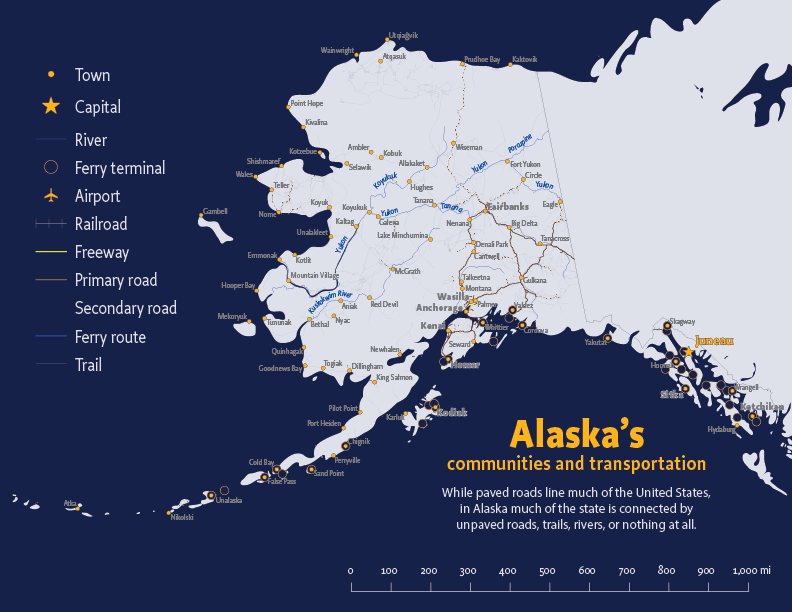 Town
Capital
River
Ferry terminal
Airport
Railroad
Freeway
Primary road
Secondary road
Ferry route
Trail
Utqiaġvik
Wainwright
Atqasuk
Prudhoe Bay
Kaktovik
Point Hope
Kivalina
Ambler
Kobuk
Wiseman
Porcupine
Kotzebue
Shishmaref
Selawik
Allakaket
Yukon
Fort Yukon
Wales
Teller
Koyukuk
Hughes
Circle
Yukon
Gambell
Nome
Koyuk
Koyukuk
Yukon
Tanana
Tanana
Fairbanks
Eagle
Kaltag
Galena
Nenana
Big Delta
Unalakleet
Lake Minchumina
Denali Park
Tanacross
Yukon
Emmonak
Kotlit
Cantwell
Mountain Village
McGrath
Talkeetna
Gulkana
Hooper Bay
Kuskokwim River
Montana
Aniak
Red Devil
Wasilla
Palmer
Anchorage
Valdez
Mekoryuk
Tununak
Bethel
Nyac
Kenai
Whittier
Cordova
Skagway
Quinhagak
Newhalen
Seward
Yakutat
Juneau
Goodnews Bay
Togiak
Dillingham
Homer
Hoonah
King Salmon
Sitka
Wrangell
Pilot Point
Karluk
Kodiak
Ketchikan
Port Heiden
Hydaburg
Chignik
Cold Bay
Perryville
False Pass
Sand Point
Atka
Nikolski
Unalaska
Alaska's
communities and transportation
While paved roads line much of the United States,
in Alaska much of the state is connected by
unpaved roads, trails, rivers, or nothing at all.
0 100 200 300 400 500 600 700 800 900 1,000 mi